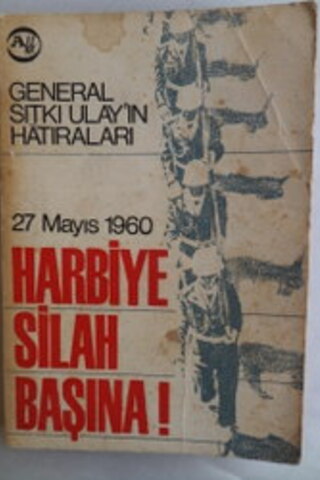 GENERAL
SITKI ULAY'IN
HATIRALARI
27 Mayıs 1960
HARBİYE
SİLAH
BAŞINA!